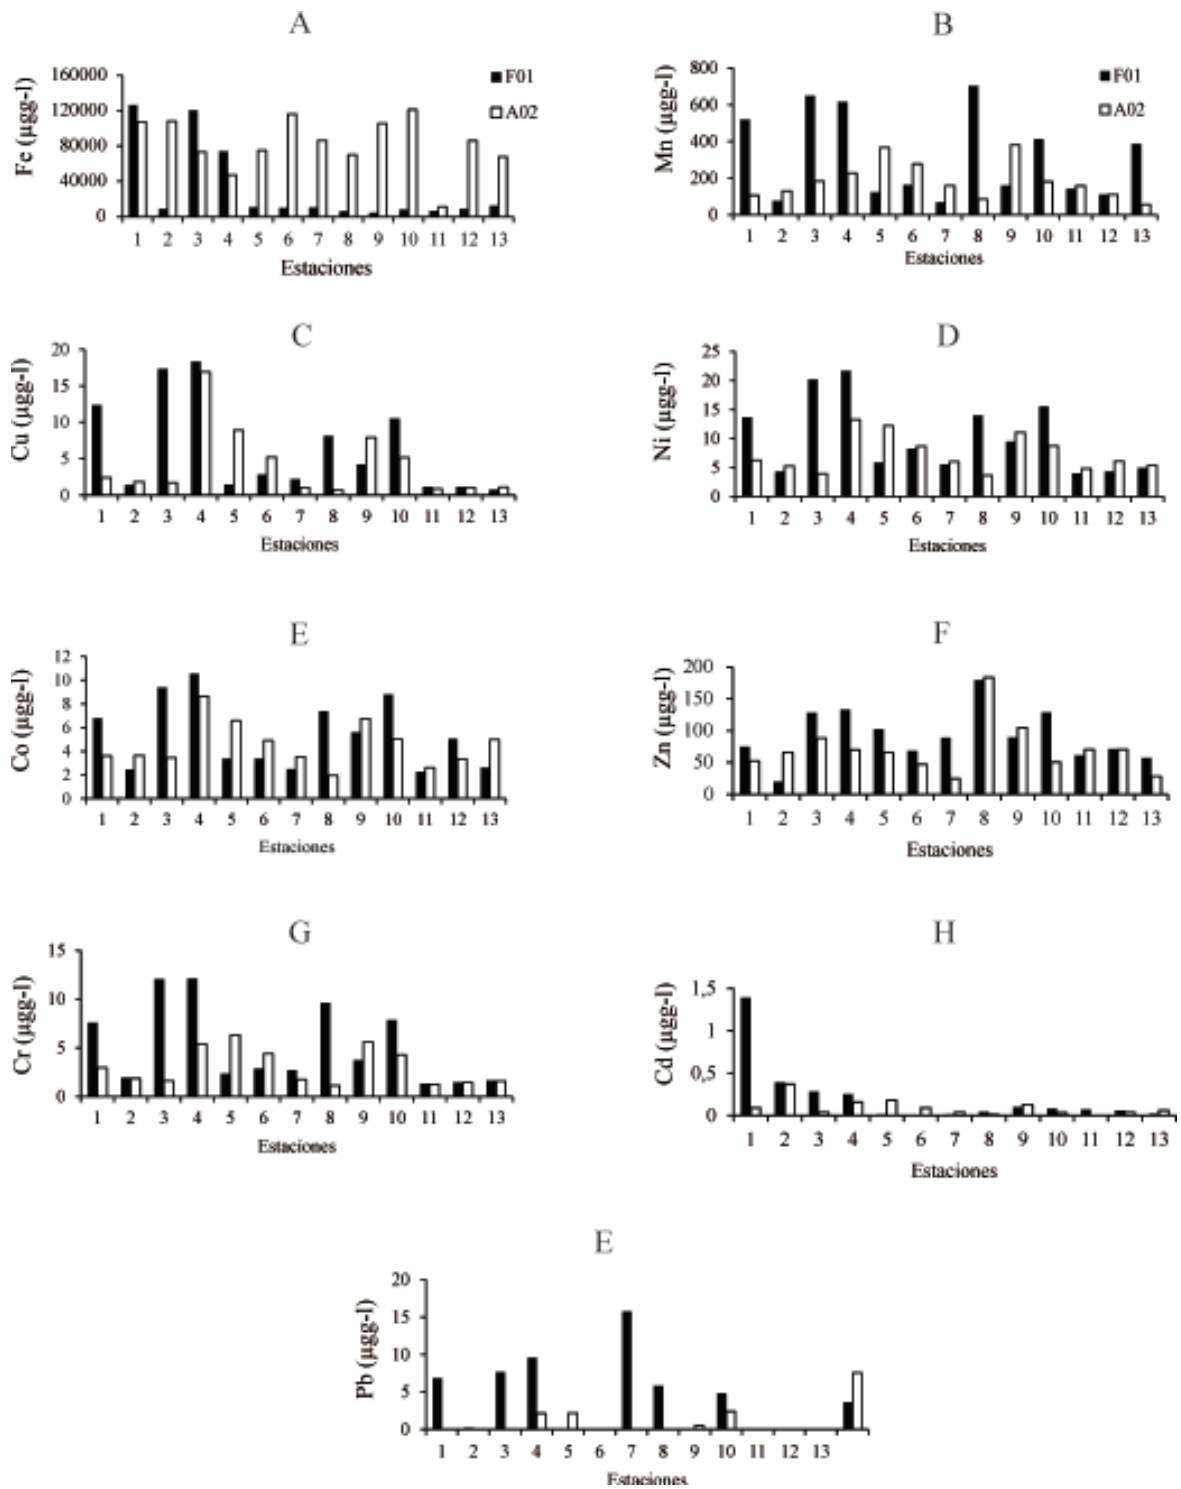 A
Fe (µgg-l)
160000
120000
80000
40000
0
F01
A02
1 2 3 4 5 6 7 8 9 10 11 12 13
Estaciones
B
Mn (µgg-l)
800
600
400
200
0
F01
A02
1 2 3 4 5 6 7 8 9 10 11 12 13
Estaciones
C
Cu (µgg-l)
20
15
10
5
0
1 2 3 4 5 6 7 8 9 10 11 12 13
Estaciones
D
Ni (µgg-l)
25
20
15
10
5
0
1 2 3 4 5 6 7 8 9 10 11 12 13
Estaciones
E
Co (µgg-l)
12
10
8
6
4
2
0
1 2 3 4 5 6 7 8 9 10 11 12 13
Estaciones
F
Zn (µgg-l)
200
150
100
50
0
1 2 3 4 5 6 7 8 9 10 11 12 13
Estaciones
G
Cr (µgg-l)
15
10
5
0
1 2 3 4 5 6 7 8 9 10 11 12 13
Estaciones
H
Cd (µgg-l)
1,5
1
0,5
0
1 2 3 4 5 6 7 8 9 10 11 12 13
Estaciones
E
Pb (µgg-l)
20
15
10
5
0
1 2 3 4 5 6 7 8 9 10 11 12 13
Estaciones